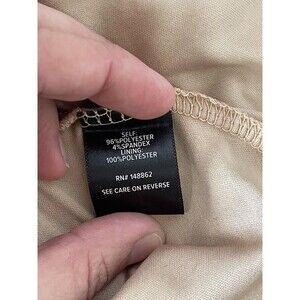 SELF:
96%POLYESTER
4%SPANDEX
LINING:
100%POLYESTER
RN# 148862
SEE CARE ON REVERSE